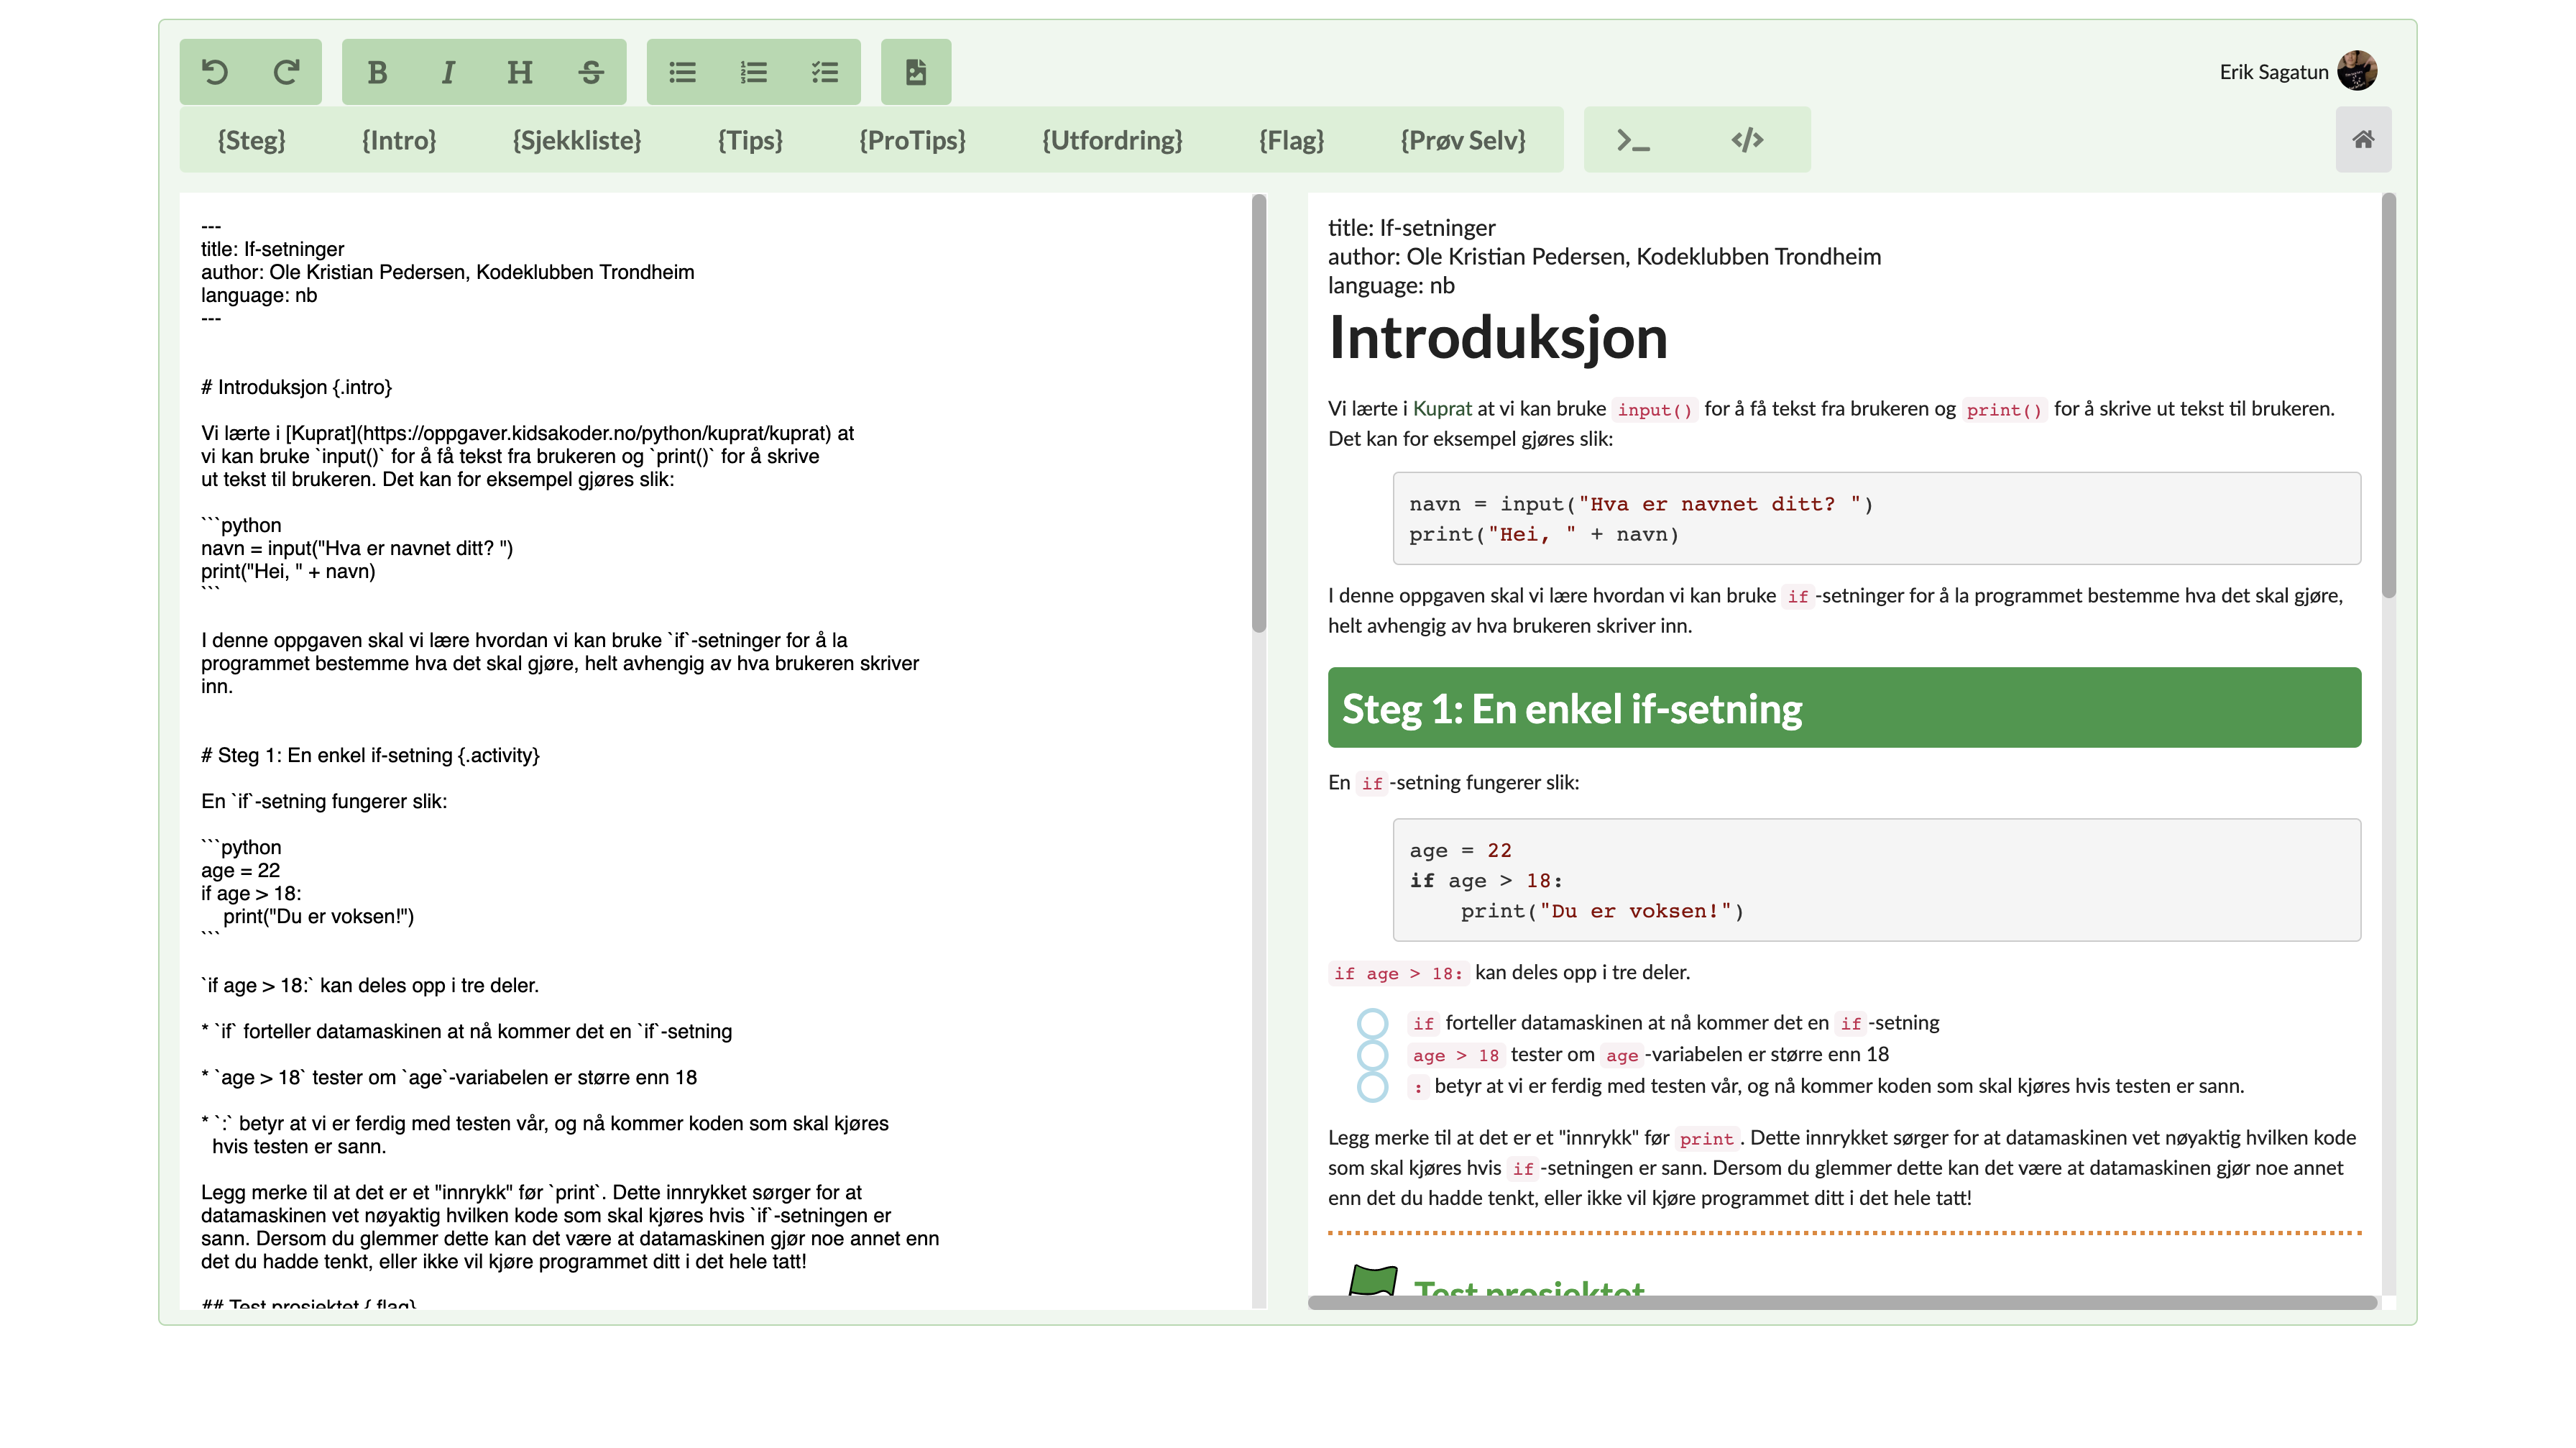 B I H S
Erik Sagatun
{Steg} {Intro} {Sjekkliste} {Tips} {ProTips} {Utfordring} {Flag} {Prøv Selv} >_ </>
---
title: If-setninger
author: Ole Kristian Pedersen, Kodeklubben Trondheim
language: nb
---
# Introduksjon {.intro}
Vi lærte i [Kuprat](https://oppgaver.kidsakoder.no/python/kuprat/kuprat) at
vi kan bruke `input()` for å få tekst fra brukeren og `print()` for å skrive
ut tekst til brukeren. Det kan for eksempel gjøres slik:
```python
navn = input("Hva er navnet ditt? ")
print("Hei, " + navn)
```
I denne oppgaven skal vi lære hvordan vi kan bruke `if`-setninger for å la
programmet bestemme hva det skal gjøre, helt avhengig av hva brukeren skriver
inn.
# Steg 1: En enkel if-setning {.activity}
En `if`-setning fungerer slik:
```python
age = 22
if age > 18:
    print("Du er voksen!")
```
`if age > 18:` kan deles opp i tre deler.
* `if` forteller datamaskinen at nå kommer det en `if`-setning
* `age > 18` tester om `age`-variabelen er større enn 18
* `:` betyr at vi er ferdig med testen vår, og nå kommer koden som skal kjøres
  hvis testen er sann.
Legg merke til at det er et "innrykk" før `print`. Dette innrykket sørger for at
datamaskinen vet nøyaktig hvilken kode som skal kjøres hvis `if`-setningen er
sann. Dersom du glemmer dette kan det være at datamaskinen gjør noe annet enn
det du hadde tenkt, eller ikke vil kjøre programmet ditt i det hele tatt!
## Test prosjektet {.flag}
title: If-setninger
author: Ole Kristian Pedersen, Kodeklubben Trondheim
language: nb
Introduksjon
Vi lærte i Kuprat at vi kan bruke input() for å få tekst fra brukeren og print() for å skrive ut tekst til brukeren.
Det kan for eksempel gjøres slik:
navn = input("Hva er navnet ditt? ")
print("Hei, " + navn)
I denne oppgaven skal vi lære hvordan vi kan bruke if -setninger for å la programmet bestemme hva det skal gjøre,
helt avhengig av hva brukeren skriver inn.
Steg 1: En enkel if-setning
En if -setning fungerer slik:
age = 22
if age > 18:
    print("Du er voksen!")
if age > 18: kan deles opp i tre deler.
if forteller datamaskinen at nå kommer det en if -setning
age > 18 tester om age -variabelen er større enn 18
: betyr at vi er ferdig med testen vår, og nå kommer koden som skal kjøres hvis testen er sann.
Legg merke til at det er et "innrykk" før print . Dette innrykket sørger for at datamaskinen vet nøyaktig hvilken kode
som skal kjøres hvis if -setningen er sann. Dersom du glemmer dette kan det være at datamaskinen gjør noe annet
enn det du hadde tenkt, eller ikke vil kjøre programmet ditt i det hele tatt!
Test prosjektet